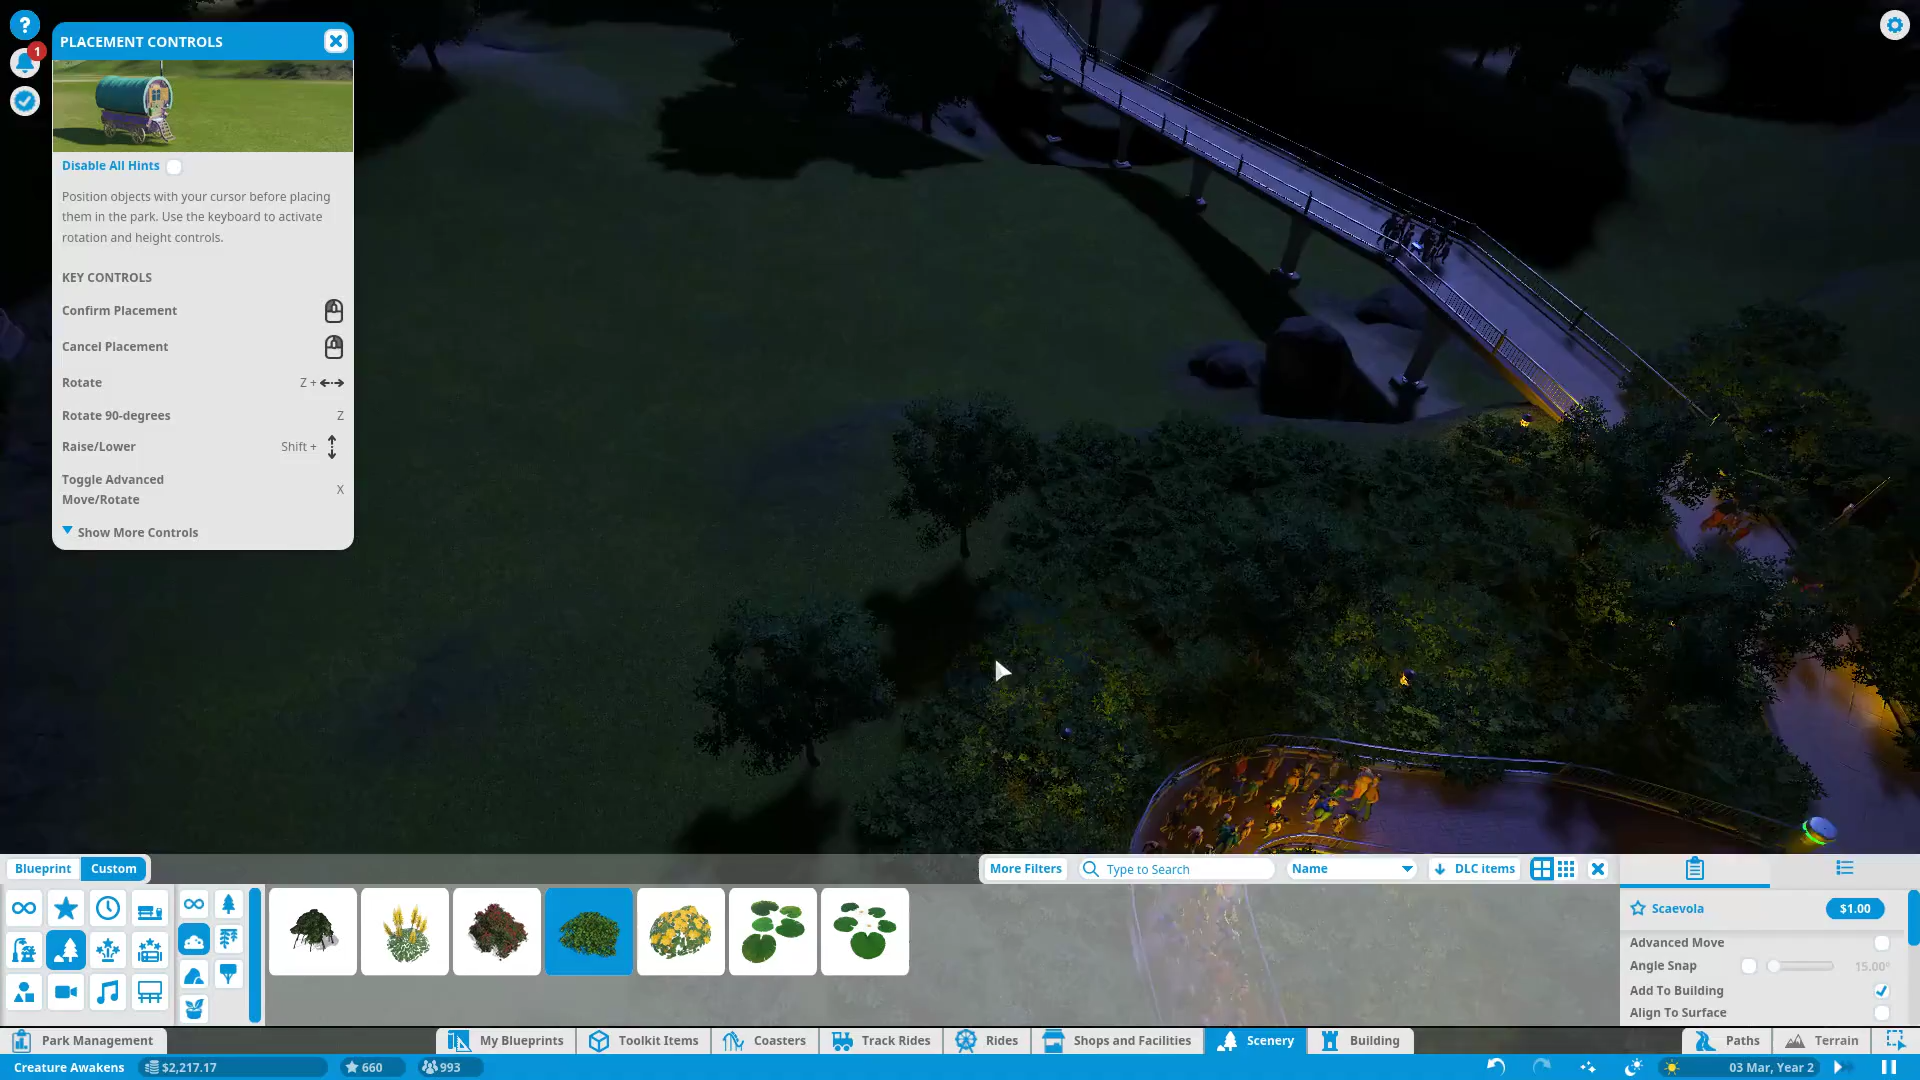 ?
1
PLACEMENT CONTROLS
Disable All Hints
Position objects with your cursor before placing
them in the park. Use the keyboard to activate
rotation and height controls.
KEY CONTROLS
Confirm Placement
Cancel Placement
Rotate Z +
Rotate 90-degrees Z
Raise/Lower Shift +
Toggle Advanced
Move/Rotate X
Show More Controls
Blueprint Custom More Filters Type to Search Name DLC items
Scaevola $1.00
Advanced Move
Angle Snap 15.00°
Add To Building
Align To Surface
Park Management My Blueprints Toolkit Items Coasters Track Rides Rides Shops and Facilities Scenery Building Paths Terrain
Creature Awakens $2,217.17 660 993 03 Mar, Year 2